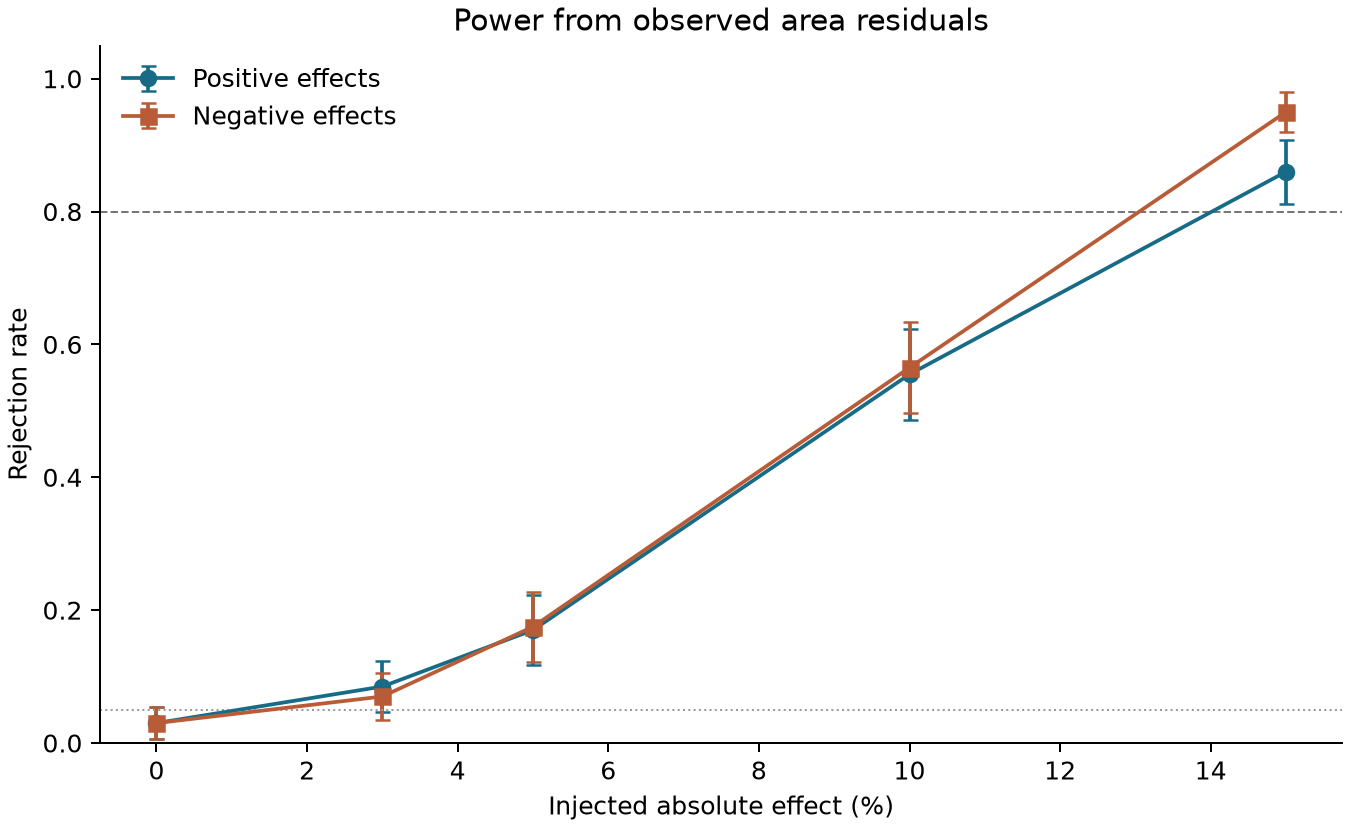 Power from observed area residuals
Positive effects
Negative effects
Rejection rate
1.0
0.8
0.6
0.4
0.2
0.0
0 2 4 6 8 10 12 14
Injected absolute effect (%)